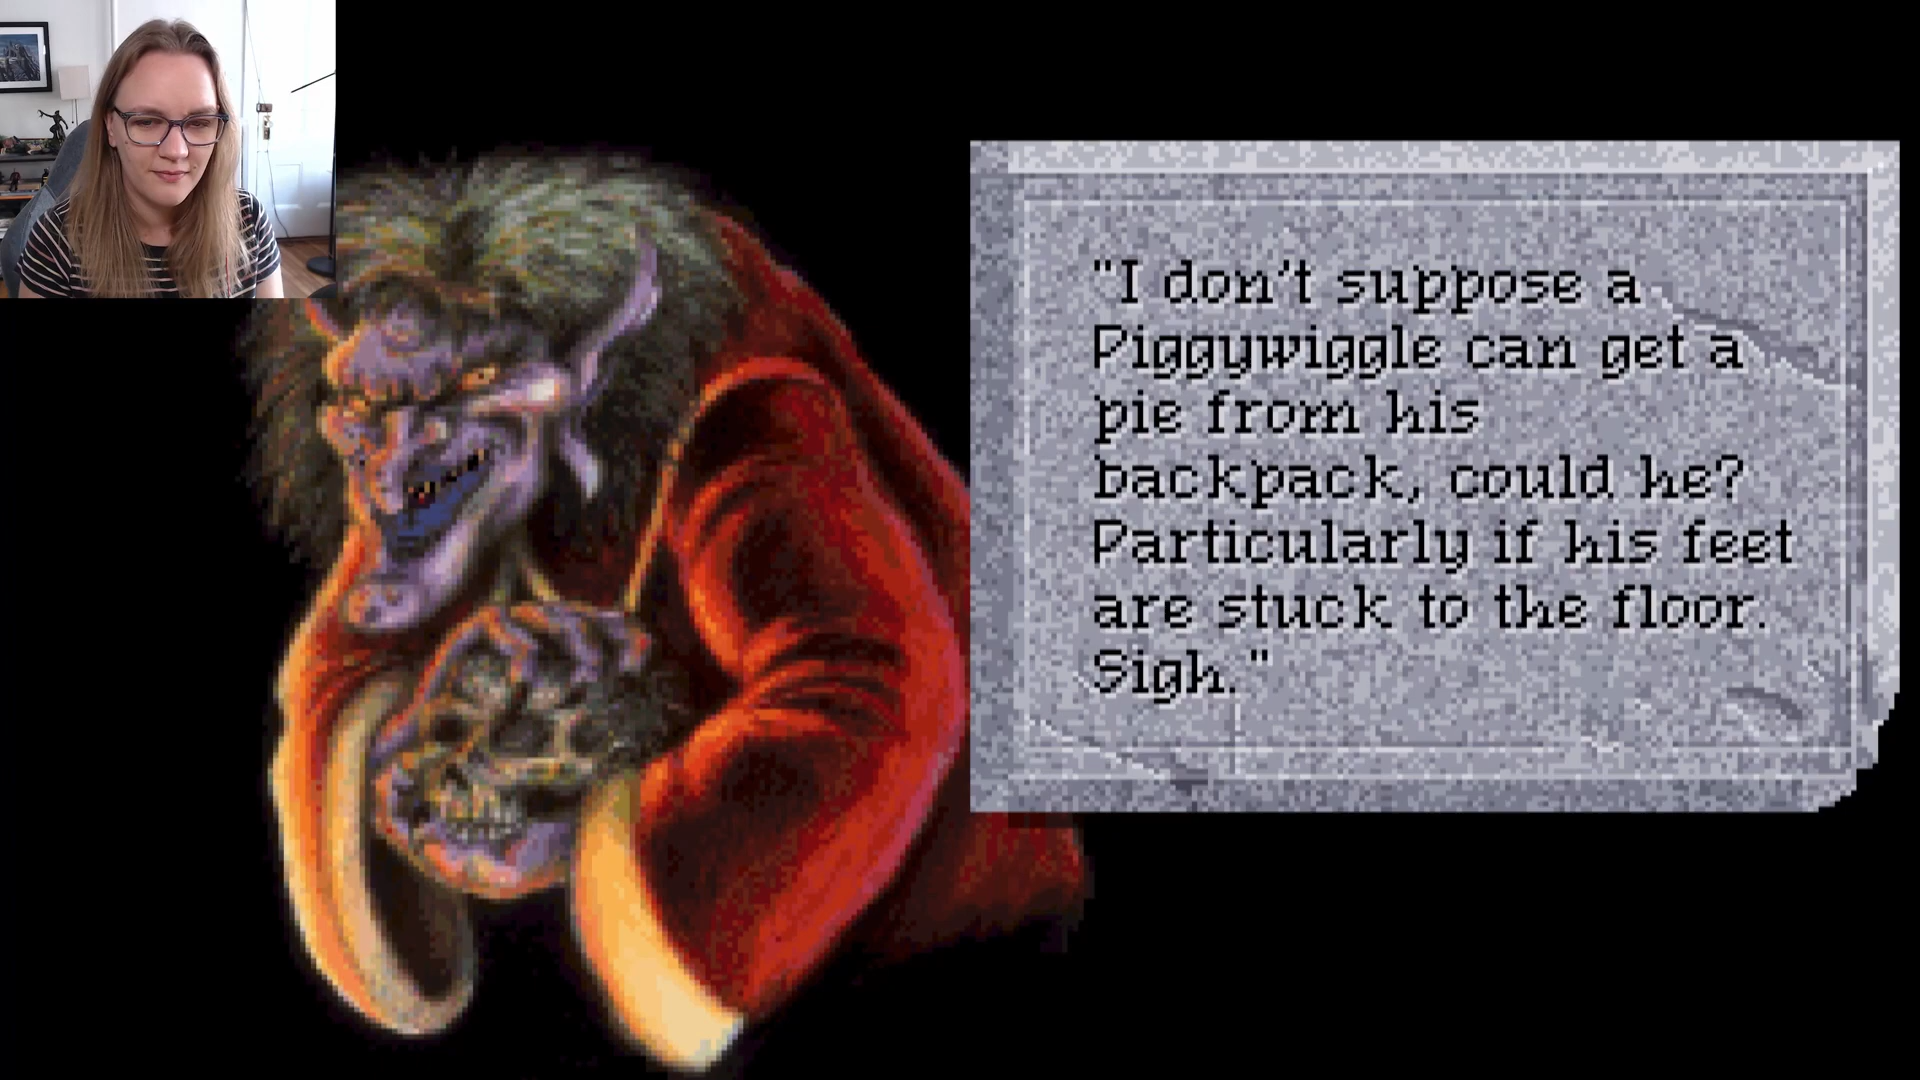 "I don't suppose a
Piggywiggle can get a
pie from his
backpack, could he?
Particularly if his feet
are stuck to the floor.
Sigh."